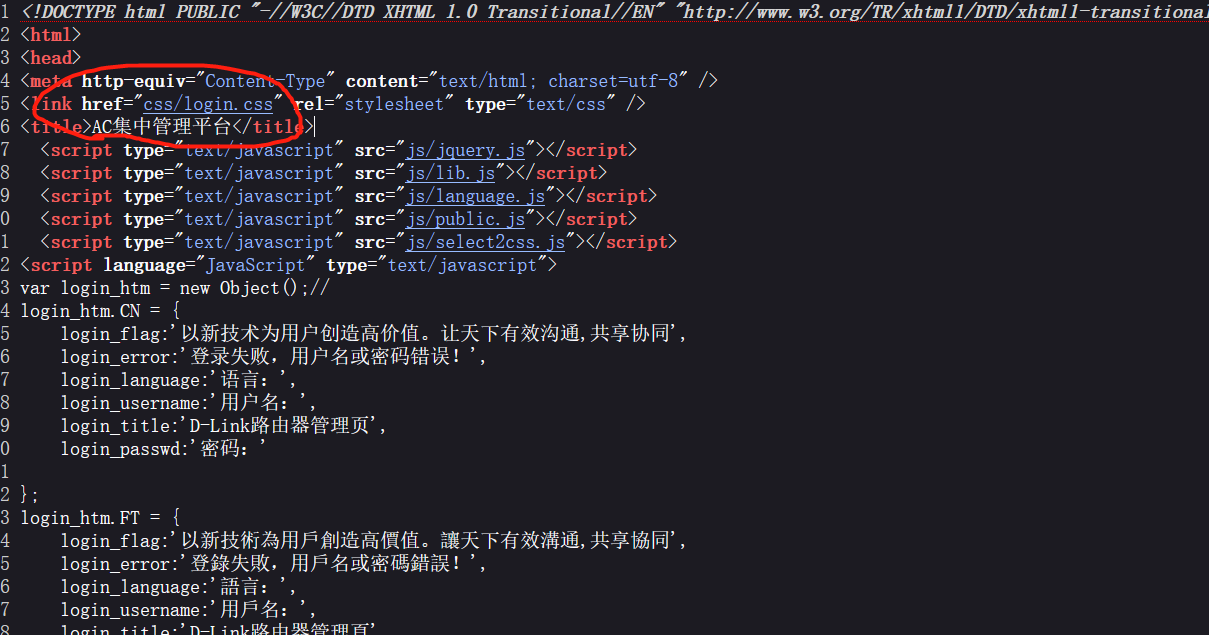 1 <!DOCTYPE html PUBLIC "-//W3C//DTD XHTML 1.0 Transitional//EN" "http://www.w3.org/TR/xhtml1/DTD/xhtml1-transitional
2 <html>
3 <head>
4 <meta http-equiv="Content-Type" content="text/html; charset=utf-8" />
5 <link href="css/login.css" rel="stylesheet" type="text/css" />
6 <title>AC集中管理平台</title>
7 <script type="text/javascript" src="js/jquery.js"></script>
8 <script type="text/javascript" src="js/lib.js"></script>
9 <script type="text/javascript" src="js/language.js"></script>
0 <script type="text/javascript" src="js/public.js"></script>
1 <script type="text/javascript" src="js/select2css.js"></script>
2 <script language="JavaScript" type="text/javascript">
3 var login_htm = new Object();//
4 login_htm.CN = {
5 login_flag:'以新技术为用户创造高价值。让天下有效沟通,共享协同',
6 login_error:'登录失败，用户名或密码错误！',
7 login_language:'语言：',
8 login_username:'用户名：',
9 login_title:'D-Link路由器管理页',
0 login_passwd:'密码：'
1
2 };
3 login_htm.FT = {
4 login_flag:'以新技術為用戶創造高價值。讓天下有效溝通,共享協同',
5 login_error:'登錄失敗，用戶名或密碼錯誤！',
6 login_language:'語言：',
7 login_username:'用戶名：',
8 login_title:'D-Link路由器管理頁'